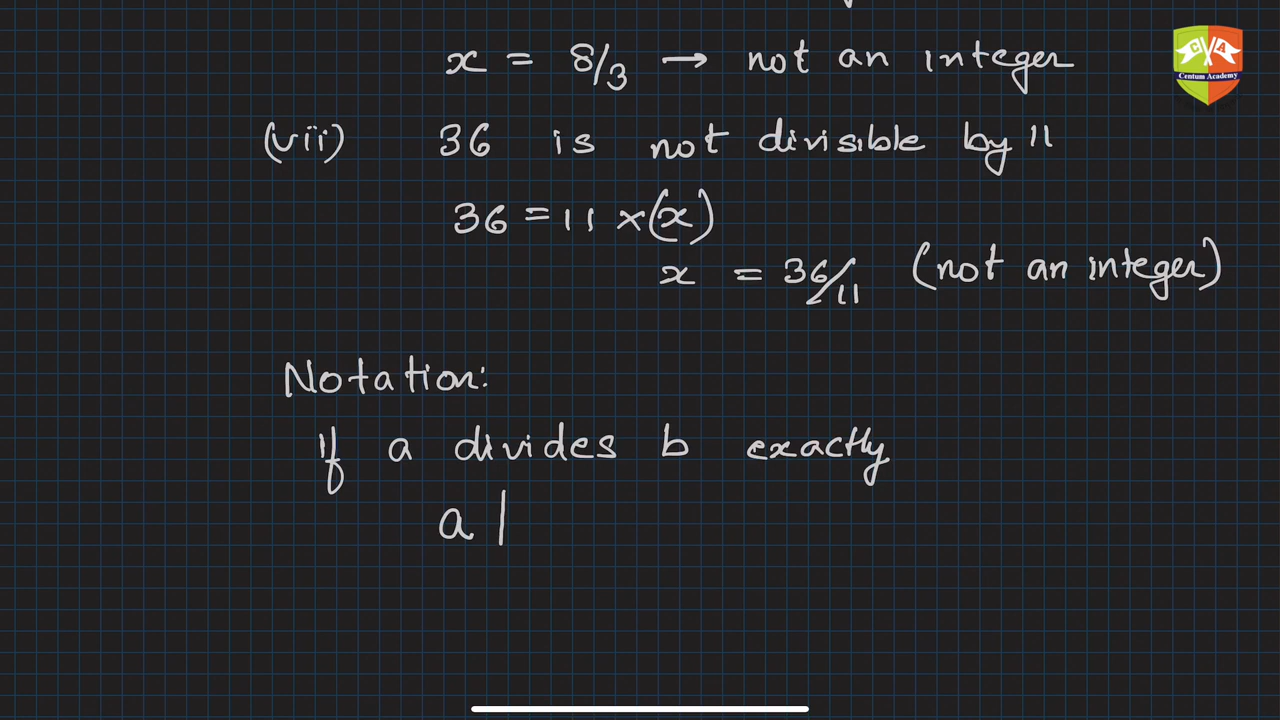 x = 8/3 → not an integer
CA
Centum Academy
(vii) 36 is not divisible by 11
36 = 11 × (x)
x = 36/11 (not an integer)
Notation:
If a divides b exactly
a |